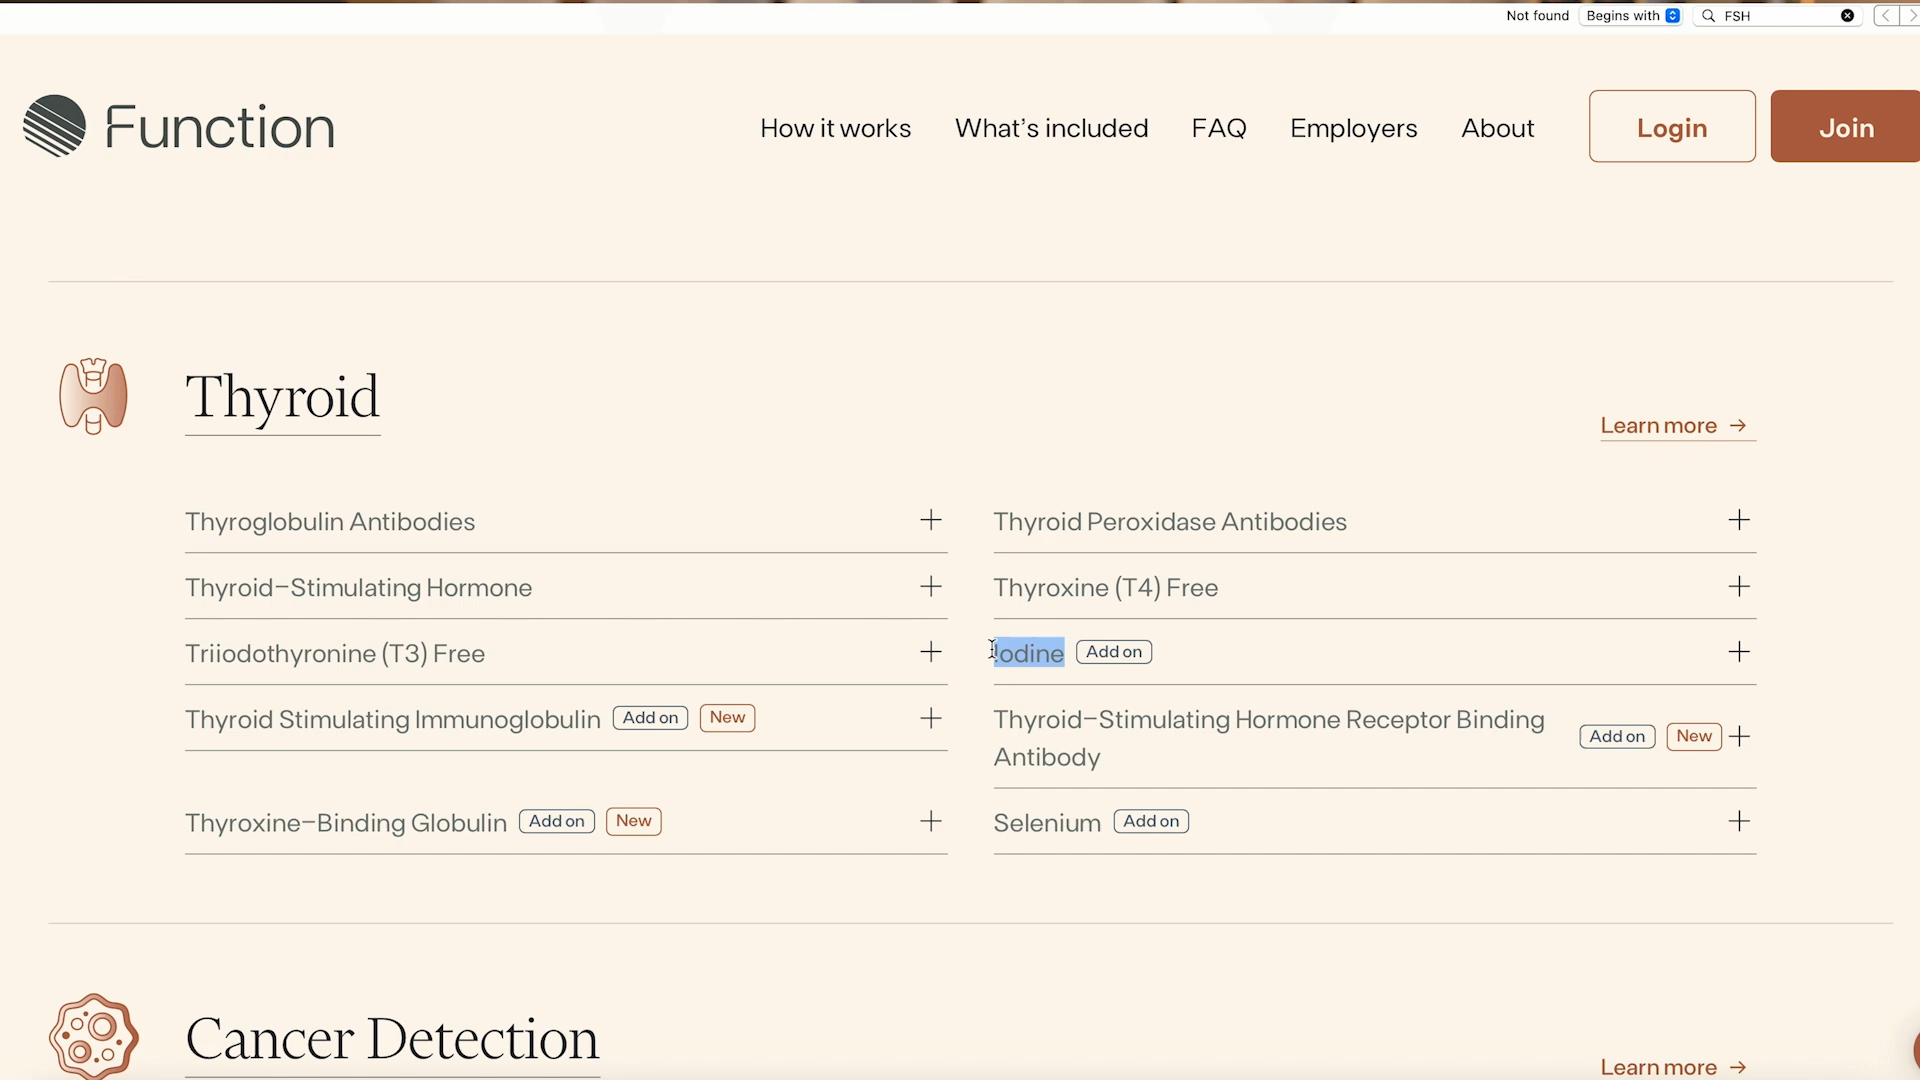 Not found Begins with FSH
Function
How it works What's included FAQ Employers About Login Join
Thyroid
Learn more →
Thyroglobulin Antibodies
Thyroid Peroxidase Antibodies
Thyroid-Stimulating Hormone
Thyroxine (T4) Free
Triiodothyronine (T3) Free
Iodine Add on
Thyroid Stimulating Immunoglobulin Add on New
Thyroid-Stimulating Hormone Receptor Binding
Antibody Add on New
Thyroxine-Binding Globulin Add on New
Selenium Add on
Cancer Detection
Learn more →